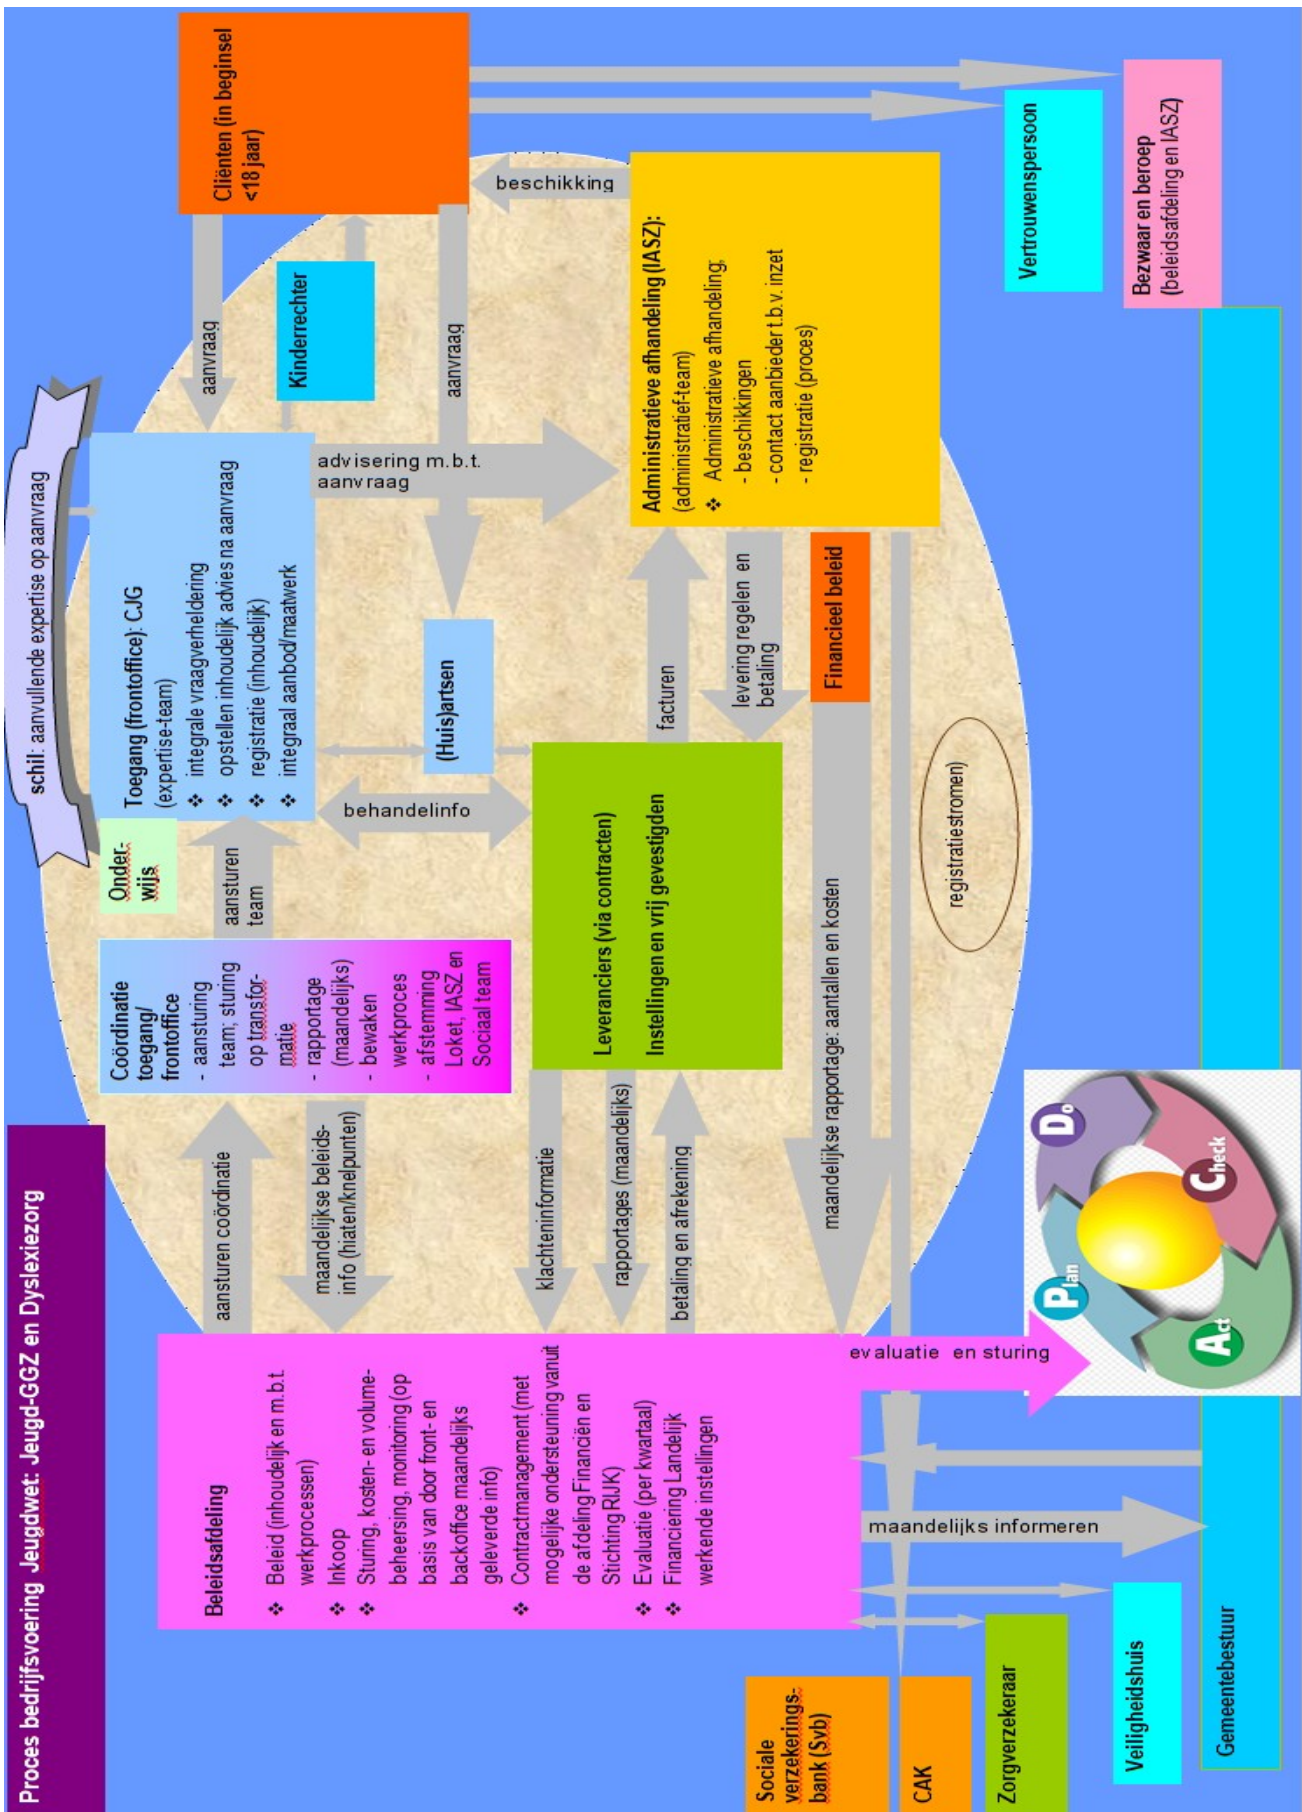 Proces bedrijfsvoering Jeugdwet: Jeugd-GGZ en Dyslexiezorg
schil: aanvullende expertise op aanvraag
Cliënten (in beginsel
<18 jaar)
aanvraag
Toegang (frontoffice): CJG
(expertise-team)
❖ integrale vraagverheldering
❖ opstellen inhoudelijk advies na aanvraag
❖ registratie (inhoudelijk)
❖ integraal aanbod/maatwerk
Onder-
wijs
aansturen
team
Coördinatie
toegang/
frontoffice
- aansturing
team; sturing
op transfor-
matie
- rapportage
(maandelijks)
- bewaken
werkproces
- afstemming
Loket, IASZ en
Sociaal team
aansturen coördinatie
maandelijkse beleids-
info (hiaten/knelpunten)
Kinderrechter
aanvraag
advisering m.b.t.
aanvraag
behandelinfo
(Huis)artsen
beschikking
Beleidsafdeling
❖ Beleid (inhoudelijk en m.b.t.
werkprocessen)
❖ Inkoop
❖ Sturing, kosten- en volume-
beheersing, monitoring (op
basis van door front- en
backoffice maandelijks
geleverde info)
❖ Contractmanagement (met
mogelijke ondersteuning vanuit
de afdeling Financiën en
Stichting RIJK)
❖ Evaluatie (per kwartaal)
❖ Financiering Landelijk
werkende instellingen
klachteninformatie
rapportages (maandelijks)
betaling en afrekening
Leveranciers (via contracten)
Instellingen en vrij gevestigden
facturen
levering regelen en
betaling
Administratieve afhandeling (IASZ):
(administratief-team)
❖ Administratieve afhandeling;
- beschikkingen
- contact aanbieder t.b.v. inzet
- registratie (proces)
Financieel beleid
maandelijkse rapportage: aantallen en kosten
registratiestromen)
evaluatie en sturing
maandelijks informeren
Plan
Do
Check
Act
Sociale
verzekerings-
bank (Svb)
CAK
Zorgverzekeraar
Veiligheidshuis
Gemeentebestuur
Vertrouwenspersoon
Bezwaar en beroep
(beleidsafdeling en IASZ)